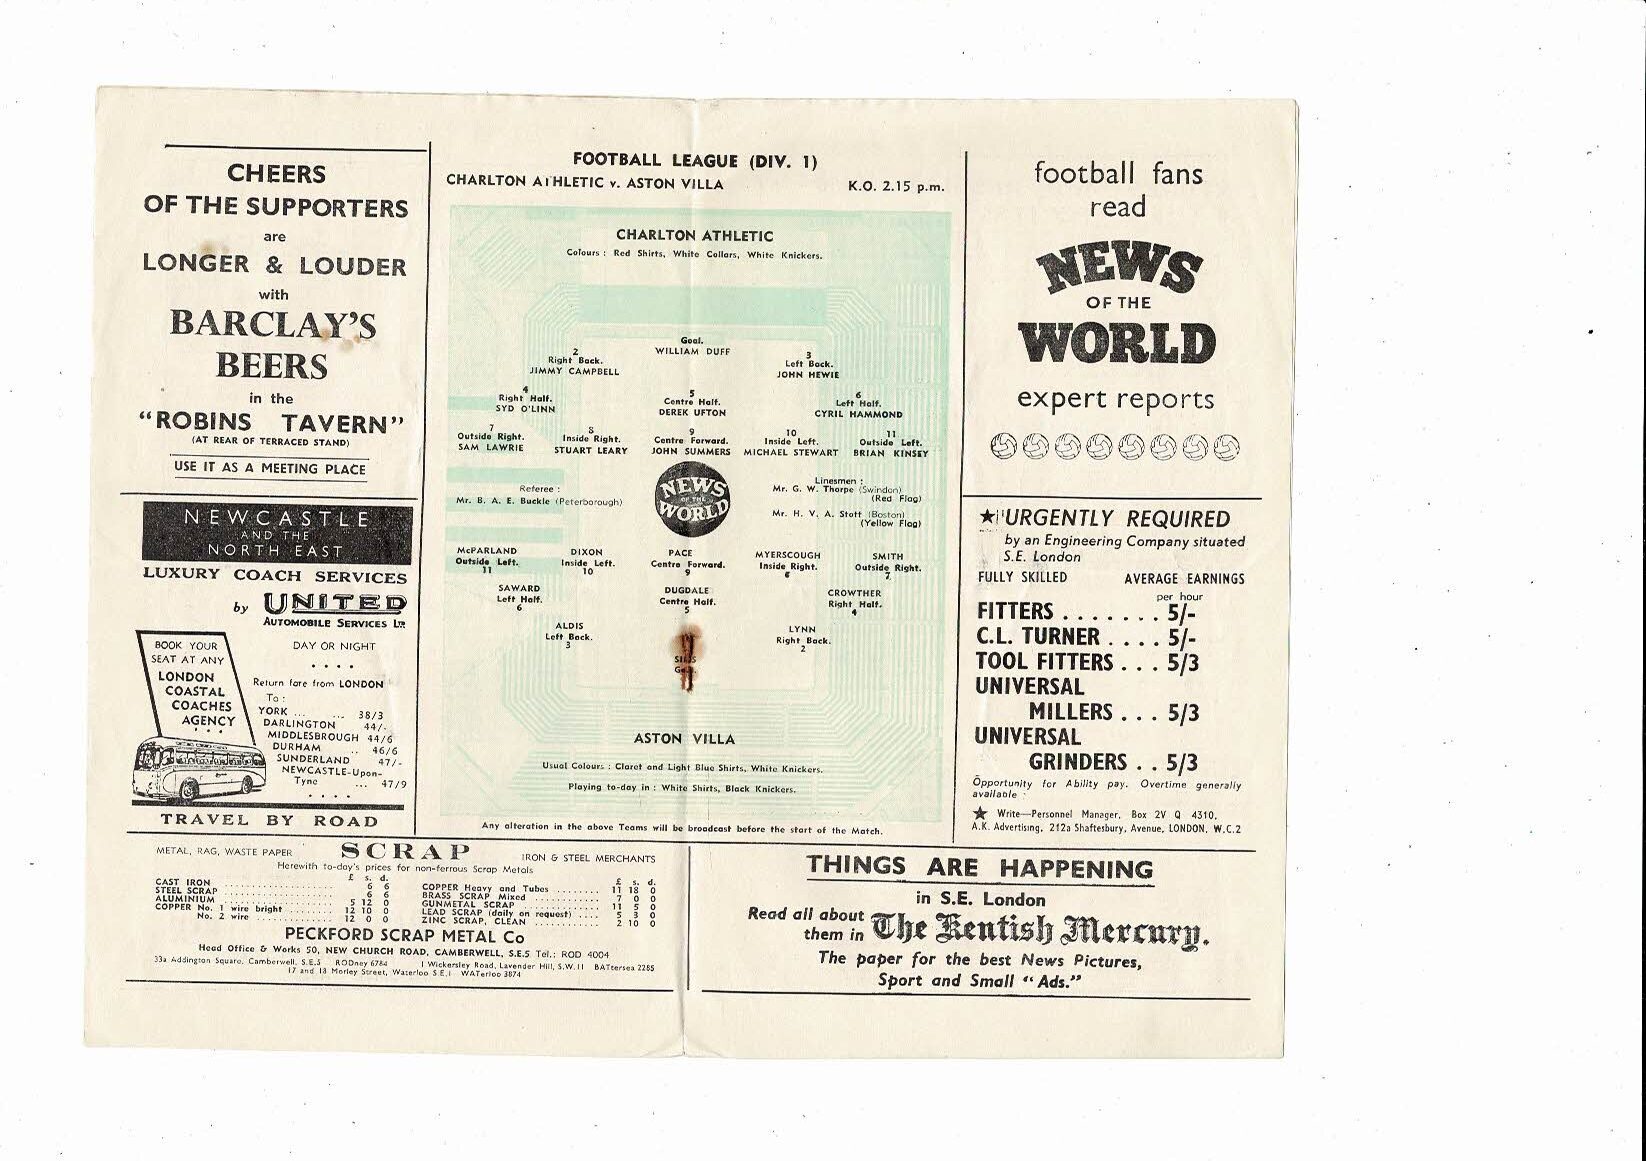 CHEERS
OF THE SUPPORTERS
are
LONGER & LOUDER
with
BARCLAY'S
BEERS
in the
"ROBINS TAVERN"
(AT REAR OF TERRACED STAND)
USE IT AS A MEETING PLACE
NEWCASTLE
AND THE
NORTH EAST
LUXURY COACH SERVICES
by UNITED
AUTOMOBILE SERVICES LTD.
BOOK YOUR
SEAT AT ANY
LONDON
COASTAL
COACHES
AGENCY
DAY OR NIGHT
Return fare from LONDON
To :
YORK ... ... 38/3
DARLINGTON 44/-
MIDDLESBROUGH 44/6
DURHAM .. 46/6
SUNDERLAND 47/-
NEWCASTLE-Upon-
Tyne ... 47/9
TRAVEL BY ROAD
FOOTBALL LEAGUE (DIV. 1)
CHARLTON ATHLETIC v. ASTON VILLA K.O. 2.15 p.m.
CHARLTON ATHLETIC
Colours : Red Shirts, White Collars, White Knickers.
Goal.
WILLIAM DUFF
2
Right Back.
JIMMY CAMPBELL
3
Left Back.
JOHN HEWIE
4
Right Half.
SYD O'LINN
5
Centre Half.
DEREK UFTON
6
Left Half.
CYRIL HAMMOND
7
Outside Right.
SAM LAWRIE
8
Inside Right.
STUART LEARY
9
Centre Forward.
JOHN SUMMERS
10
Inside Left.
MICHAEL STEWART
11
Outside Left.
BRIAN KINSEY
Referee :
Mr. B. A. E. Buckle (Peterborough)
NEWS
OF THE
WORLD
Linesmen :
Mr. G. W. Thorpe (Swindon)
(Red Flag)
Mr. H. V. A. Stott (Boston)
(Yellow Flag)
McPARLAND
Outside Left.
11
DIXON
Inside Left.
10
PACE
Centre Forward.
9
MYERSCOUGH
Inside Right.
8
SMITH
Outside Right.
7
SAWARD
Left Half.
6
DUGDALE
Centre Half.
5
CROWTHER
Right Half.
4
ALDIS
Left Back.
3
LYNN
Right Back.
2
ASTON VILLA
Usual Colours : Claret and Light Blue Shirts, White Knickers.
Playing to-day in : White Shirts, Black Knickers.
Any alteration in the above Teams will be broadcast before the start of the Match.
football fans
read
NEWS
OF THE
WORLD
expert reports
★ URGENTLY REQUIRED
by an Engineering Company situated
S.E. London
FULLY SKILLED AVERAGE EARNINGS
per hour
FITTERS . . . . . . . 5/-
C.L. TURNER . . . . 5/-
TOOL FITTERS . . . 5/3
UNIVERSAL
MILLERS . . . 5/3
UNIVERSAL
GRINDERS . . 5/3
Opportunity for Ability pay. Overtime generally
available
★ Write—Personnel Manager, Box 2V Q 4310,
A.K. Advertising, 212a Shaftesbury, Avenue, LONDON, W.C.2
METAL, RAG, WASTE PAPER SCRAP IRON & STEEL MERCHANTS
Herewith to-day's prices for non-ferrous Scrap Metals
£ s. d.
CAST IRON 6 6
STEEL SCRAP 6 6
ALUMINIUM 5 12 0
COPPER No. 1 wire bright 12 10 0
No. 2 wire 12 0 0
£ s. d.
COPPER Heavy and Tubes 11 18 0
BRASS SCRAP Mixed 7 0 0
GUNMETAL SCRAP 11 5 0
LEAD SCRAP (daily on request) 5 3 0
ZINC SCRAP, CLEAN 2 10 0
PECKFORD SCRAP METAL Co
Head Office & Works 50, NEW CHURCH ROAD, CAMBERWELL, S.E.5 Tel.: ROD 4004
33a Addington Square, Camberwell, S.E.5 RODney 6784 1 Wickersley Road, Lavender Hill, S.W.11 BATtersea 2285
17 and 18 Morley Street, Waterloo S.E.1 WATerloo 3874
THINGS ARE HAPPENING
in S.E. London
Read all about
them in The Kentish Mercury.
The paper for the best News Pictures,
Sport and Small "Ads."